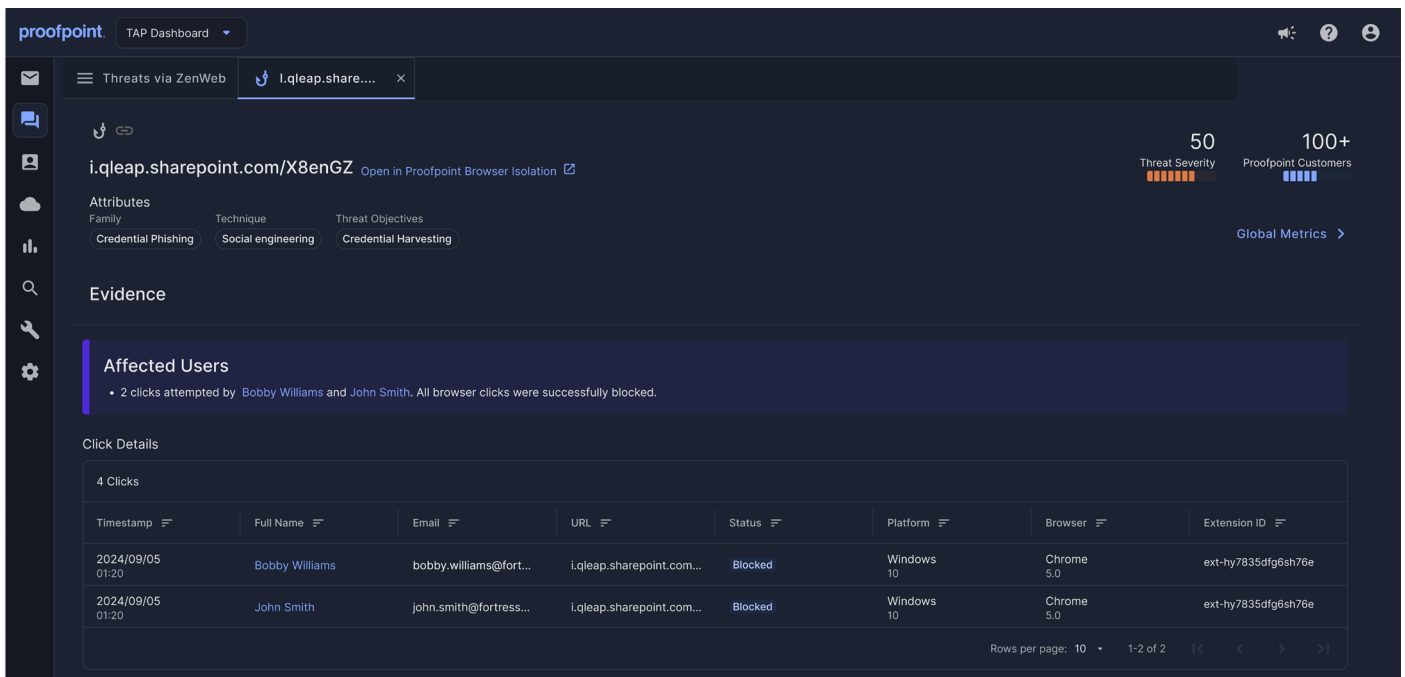 proofpoint. TAP Dashboard
Threats via ZenWeb l.qleap.share....
i.qleap.sharepoint.com/X8enGZ Open in Proofpoint Browser Isolation
50 100+
Threat Severity Proofpoint Customers
Attributes
Family Technique Threat Objectives
Credential Phishing Social engineering Credential Harvesting
Global Metrics
Evidence
Affected Users
• 2 clicks attempted by Bobby Williams and John Smith. All browser clicks were successfully blocked.
Click Details
4 Clicks
Timestamp Full Name Email URL Status Platform Browser Extension ID
2024/09/05 Bobby Williams bobby.williams@fort... i.qleap.sharepoint.com... Blocked Windows Chrome ext-hy7835dfg6sh76e
01:20 10 5.0
2024/09/05 John Smith john.smith@fortress... i.qleap.sharepoint.com... Blocked Windows Chrome ext-hy7835dfg6sh76e
01:20 10 5.0
Rows per page: 10 1-2 of 2